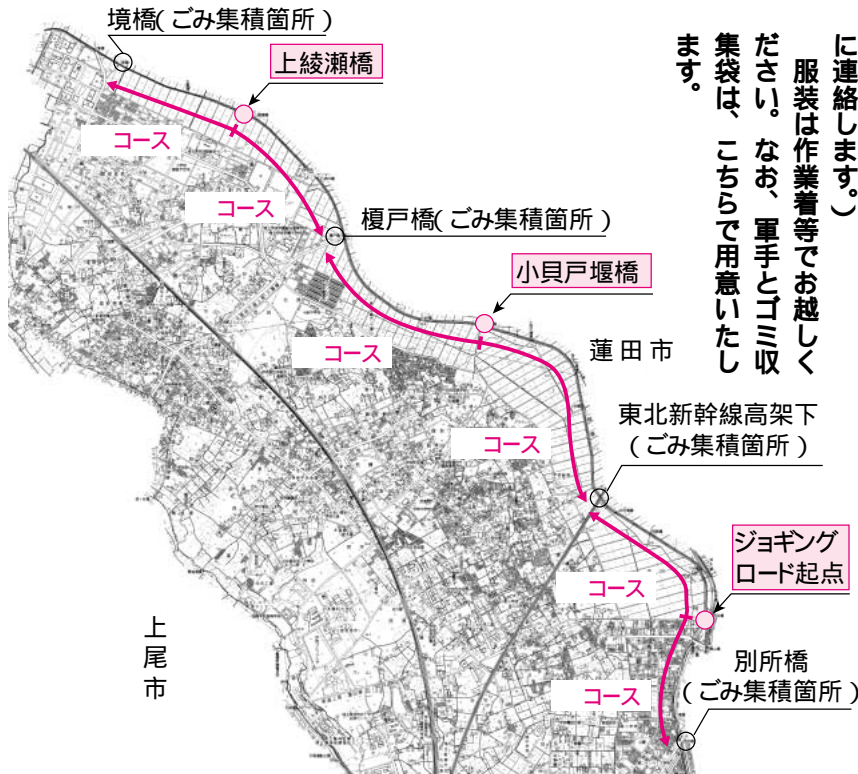 に連絡します。)
服装は作業着等でお越しく
ださい。なお、軍手とゴミ収
集袋は、こちらで用意いたし
ます。
境橋(ごみ集積箇所)
上綾瀬橋
コース
コース
榎戸橋(ごみ集積箇所)
小貝戸堰橋
コース
蓮田市
コース
東北新幹線高架下
(ごみ集積箇所)
コース
ジョギング
ロード起点
上尾市
別所橋
(ごみ集積箇所)
コース